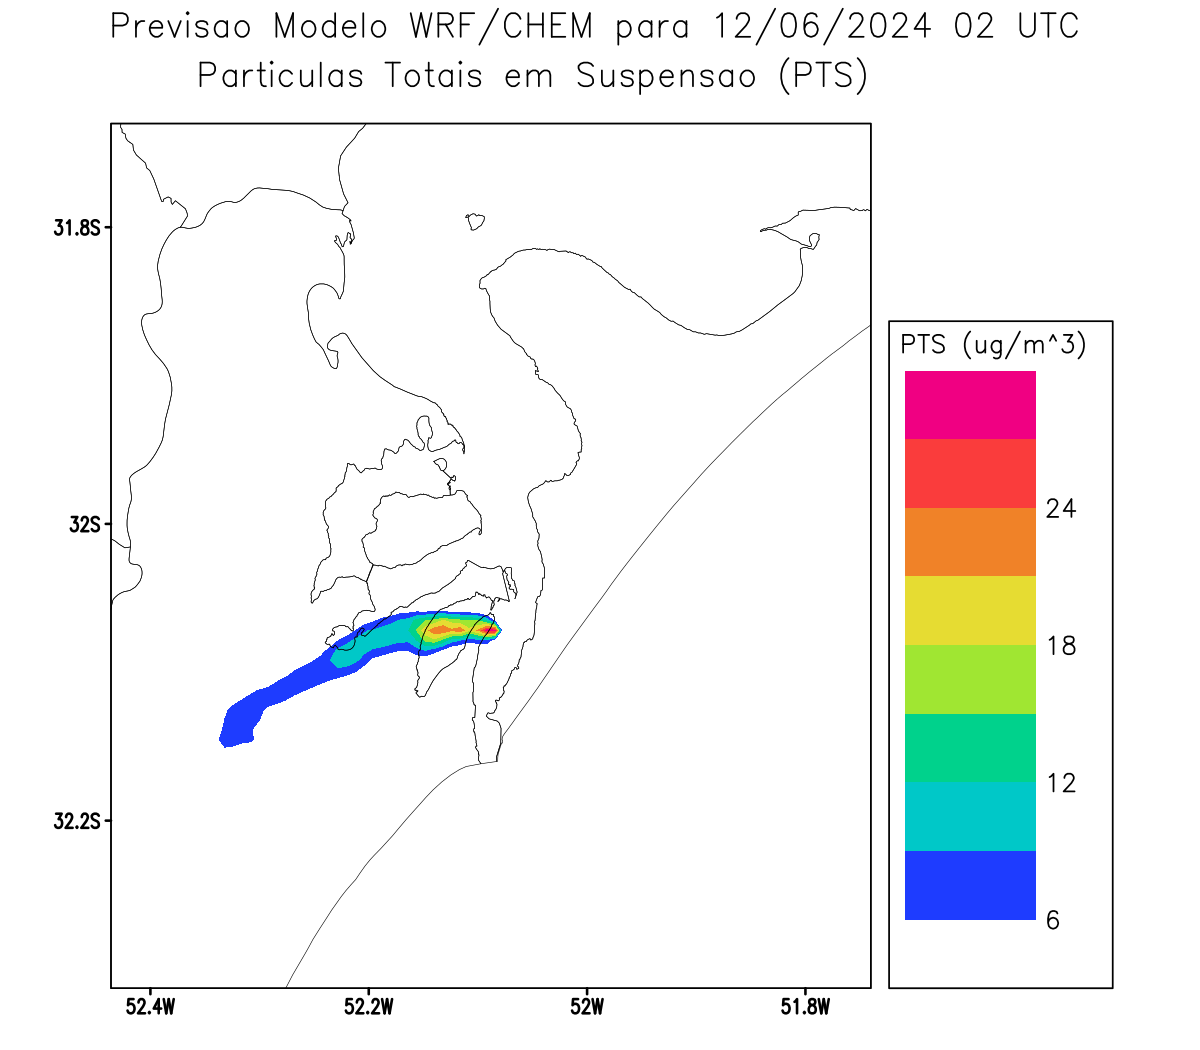 Previsao Modelo WRF/CHEM para 12/06/2024 02 UTC
Particulas Totais em Suspensao (PTS)
31.8S
32S
32.2S
52.4W
52.2W
52W
51.8W
PTS (ug/m^3)
24
18
12
6